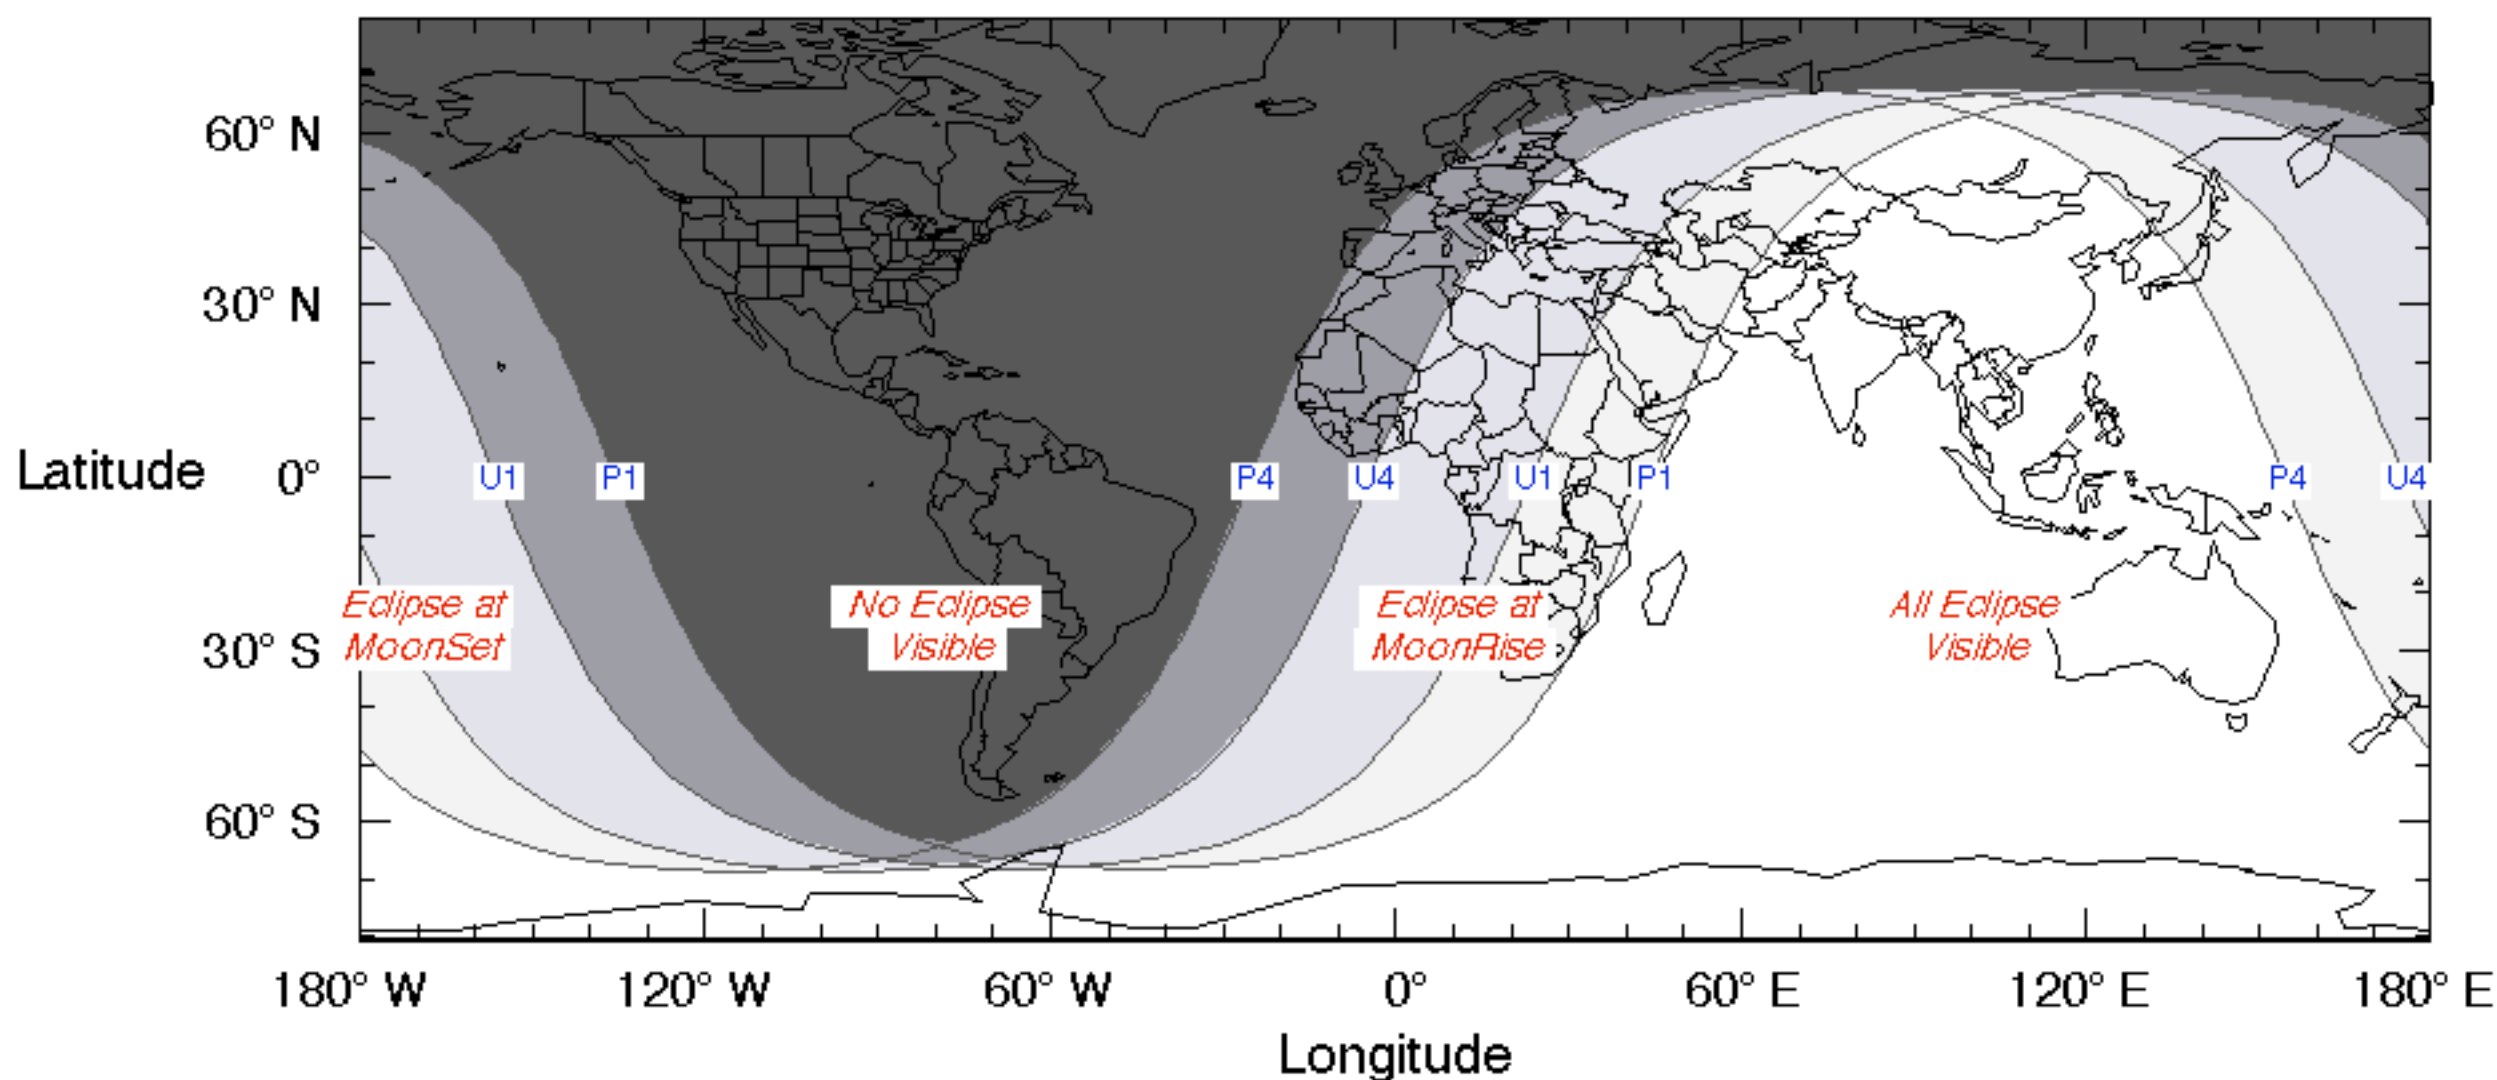 60° N
30° N
Latitude 0°
U1 P1 P4 U4 U1 P1 P4 U4
Eclipse at
MoonSet
No Eclipse
Visible
Eclipse at
MoonRise
All Eclipse
Visible
30° S
60° S
180° W 120° W 60° W 0° 60° E 120° E 180° E
Longitude